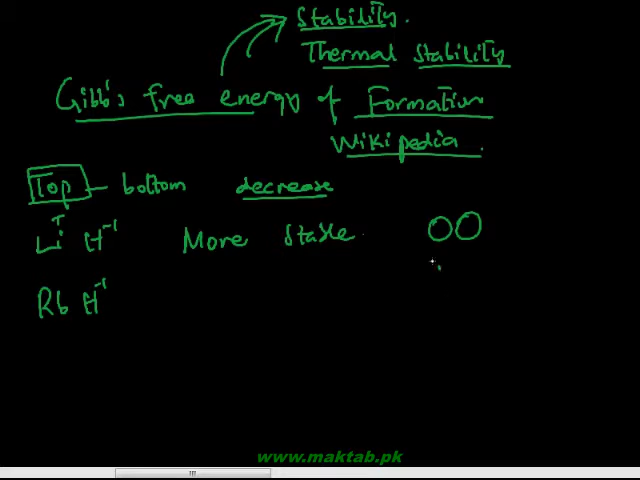 Stability.
Thermal Stability
Gibb's free energy of Formation
Wikipedia.
Top - bottom decrease
Li⁺ H⁻¹ More Stable
Rb H⁻¹
www.maktab.pk